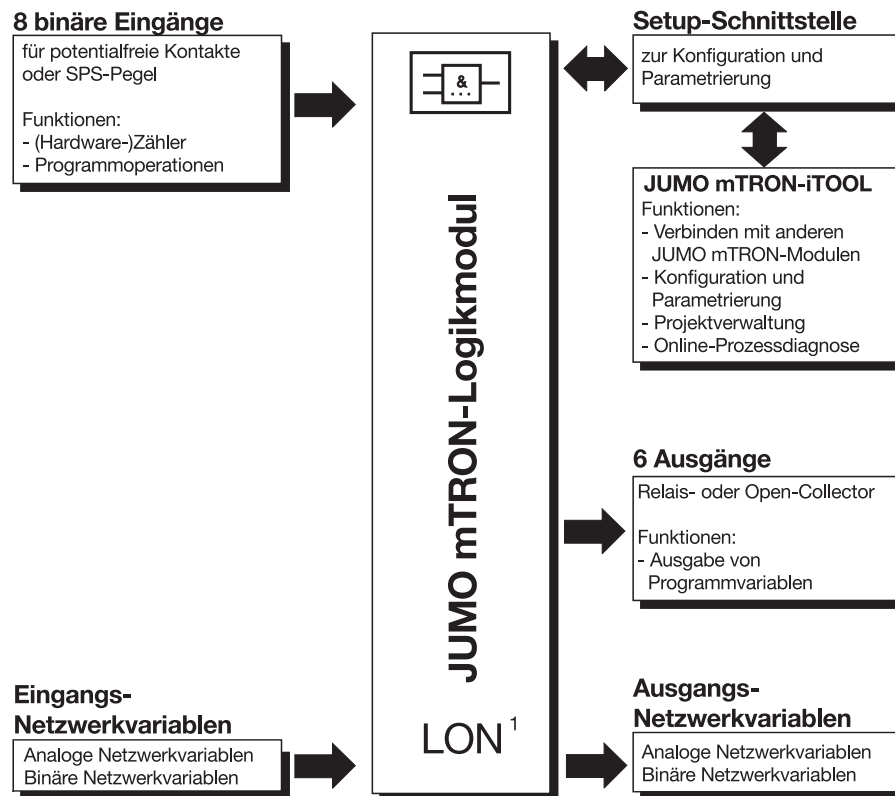 8 binäre Eingänge
für potentialfreie Kontakte
oder SPS-Pegel
Funktionen:
- (Hardware-)Zähler
- Programmoperationen
Eingangs-
Netzwerkvariablen
Analoge Netzwerkvariablen
Binäre Netzwerkvariablen
&
...
JUMO mTRON-Logikmodul
LON 1
Setup-Schnittstelle
zur Konfiguration und
Parametrierung
JUMO mTRON-iTOOL
Funktionen:
- Verbinden mit anderen
JUMO mTRON-Modulen
- Konfiguration und
Parametrierung
- Projektverwaltung
- Online-Prozessdiagnose
6 Ausgänge
Relais- oder Open-Collector
Funktionen:
- Ausgabe von
Programmvariablen
Ausgangs-
Netzwerkvariablen
Analoge Netzwerkvariablen
Binäre Netzwerkvariablen